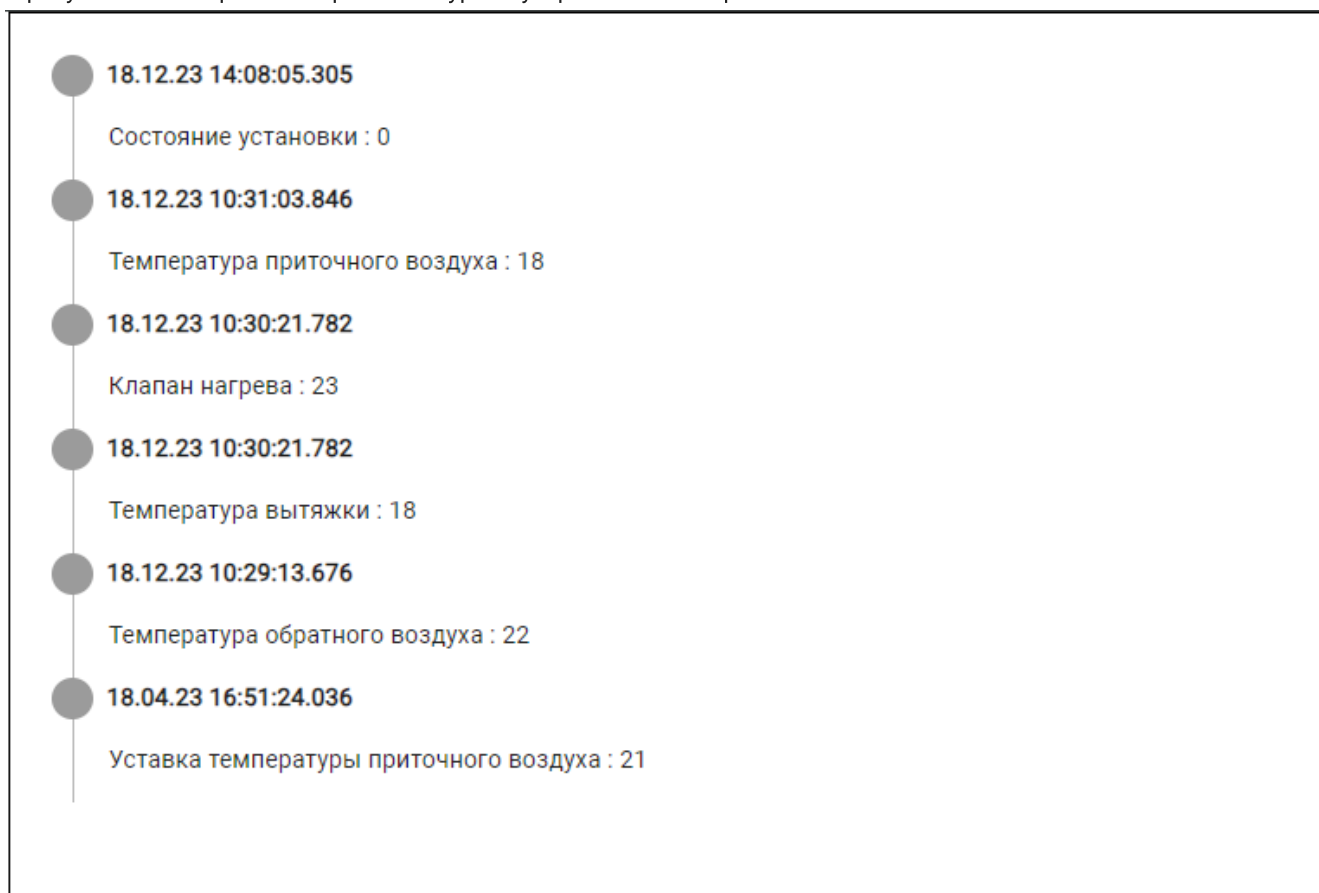 18.12.23 14:08:05.305
Состояние установки : 0
18.12.23 10:31:03.846
Температура приточного воздуха : 18
18.12.23 10:30:21.782
Клапан нагрева : 23
18.12.23 10:30:21.782
Температура вытяжки : 18
18.12.23 10:29:13.676
Температура обратного воздуха : 22
18.04.23 16:51:24.036
Уставка температуры приточного воздуха : 21